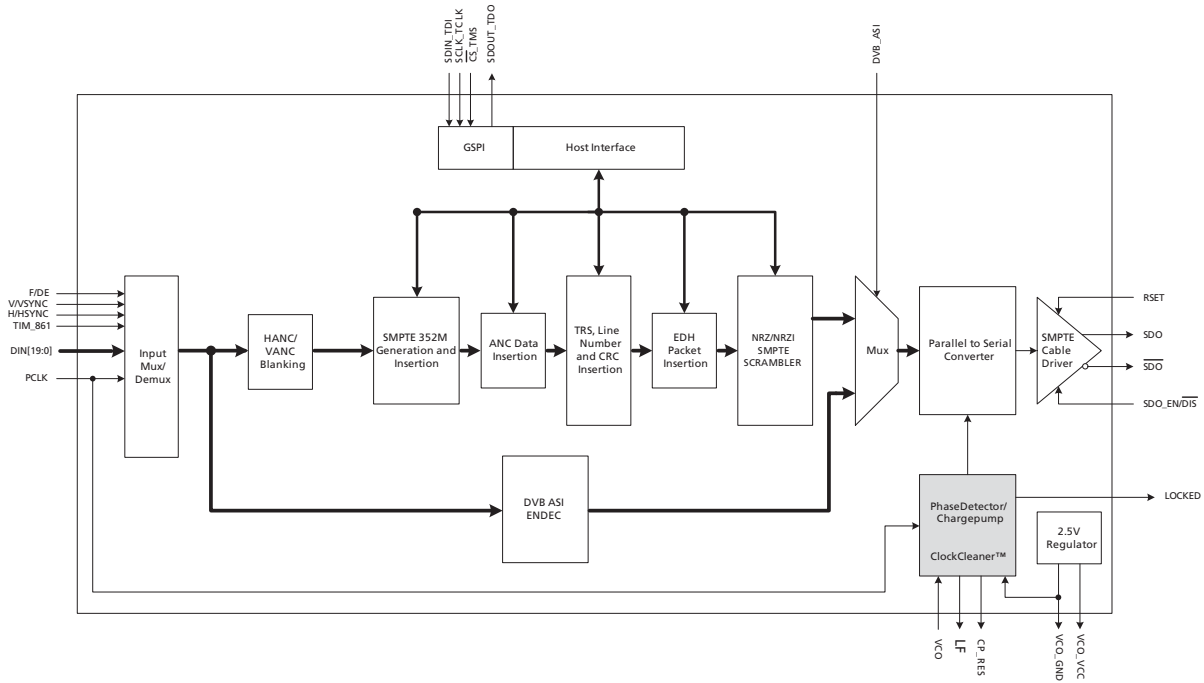 SDIN_TDI
SCLK_TCLK
CS_TMS
SDOUT_TDO
DVB_ASI
GSPI
Host Interface
F/DE
V/VSYNC
H/HSYNC
TIM_861
DIN[19:0]
PCLK
Input
Mux/
Demux
HANC/
VANC
Blanking
SMPTE 352M
Generation and
Insertion
ANC Data
Insertion
TRS, Line
Number
and CRC
Insertion
EDH
Packet
Insertion
NRZ/NRZI
SMPTE
SCRAMBLER
Mux
Parallel to Serial
Converter
SMPTE
Cable
Driver
RSET
SDO
SDO
SDO_EN/DIS
DVB ASI
ENDEC
PhaseDetector/
Chargepump
ClockCleaner™
LOCKED
2.5V
Regulator
VCO
LF
CP_RES
VCO_GND
VCO_VCC